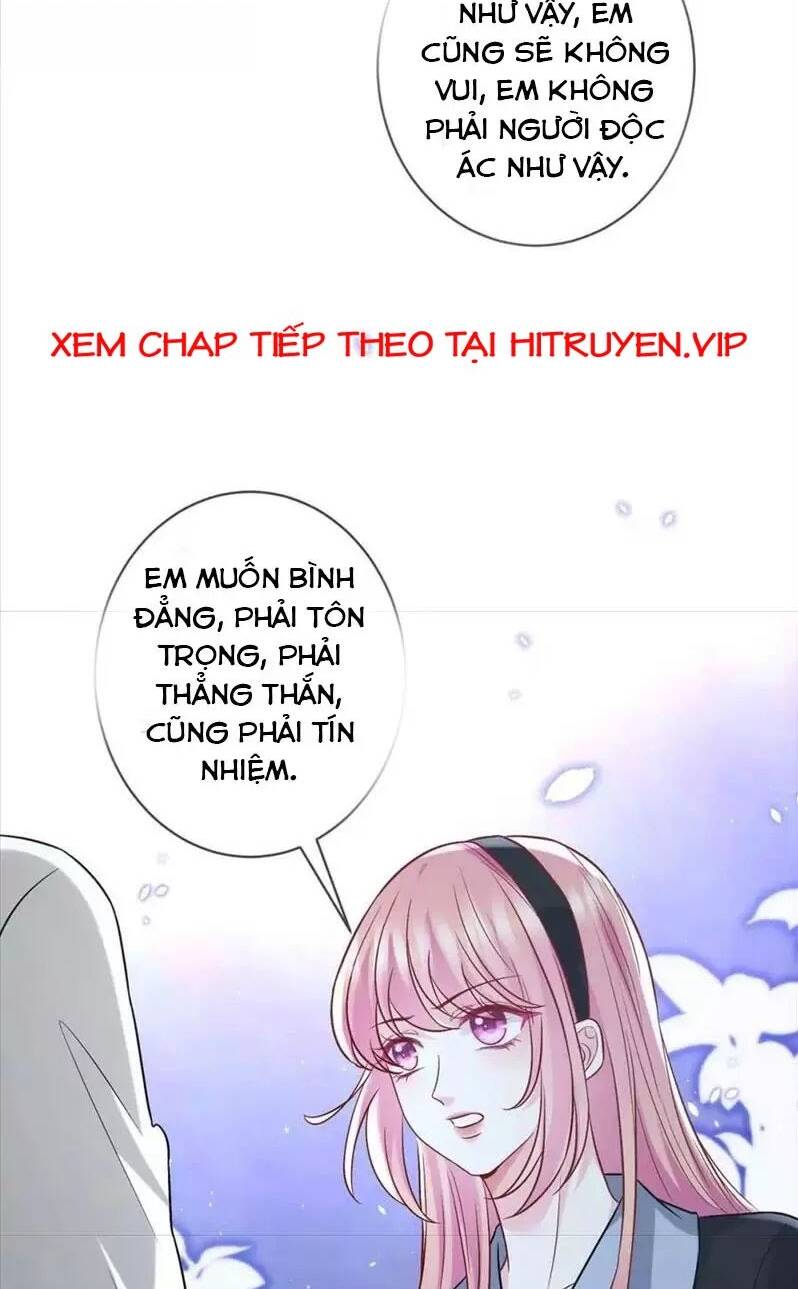 NHƯ VẬY, EM
CŨNG SẼ KHÔNG
VUI, EM KHÔNG
PHẢI NGƯỜI ĐỘC
ÁC NHƯ VẬY.
XEM CHAP TIẾP THEO TẠI HITRUYEN.VIP
EM MUỐN BÌNH
ĐẲNG, PHẢI TÔN
TRỌNG, PHẢI
THẲNG THẮN,
CŨNG PHẢI TÍN
NHIỆM.